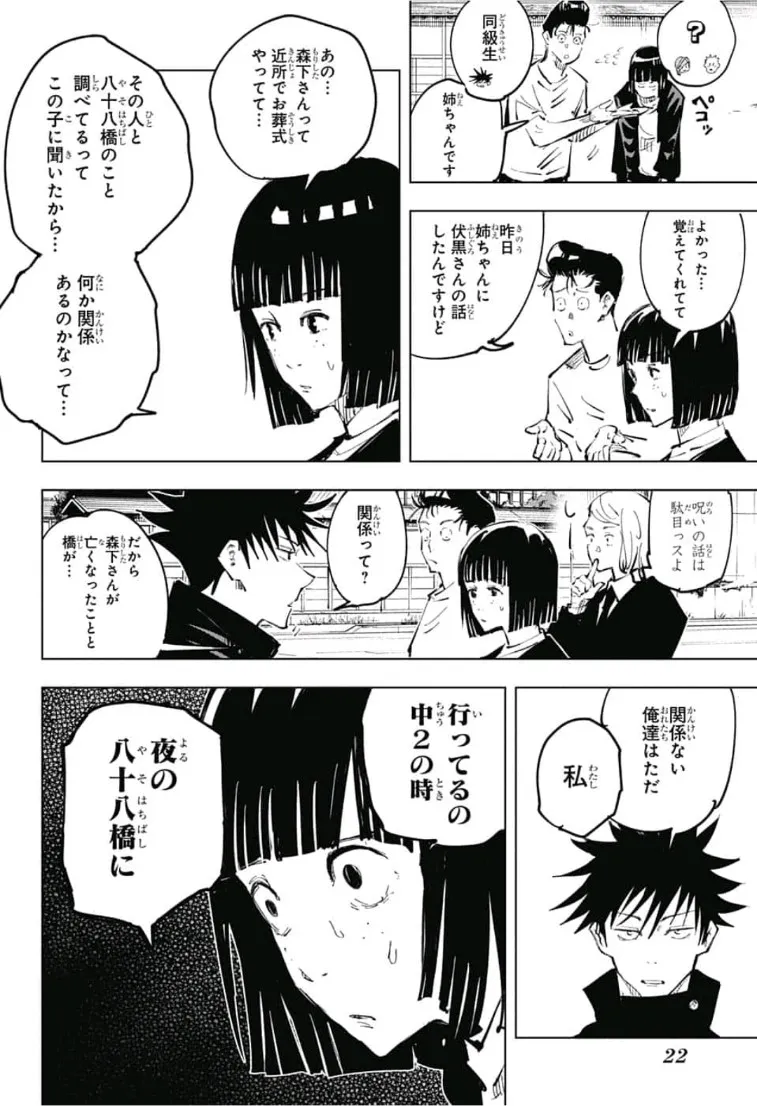 ？
同級生
姉ちゃんです
ペコッ
よかった…
覚えてくれてて
昨日
姉ちゃんに
伏黒さんの話
したんですけど
あの…
森下さんって
近所でお葬式
やってて…
その人と
八十八橋のこと
調べてるって
この子に聞いたから…
何か関係
あるのかなって…
呪いの話は
駄目っスよ
関係って？
だから
森下さんが
亡くなったことと
橋が…
関係ない
俺達はただ
私
行ってるの
中2の時
夜の
八十八橋に
22